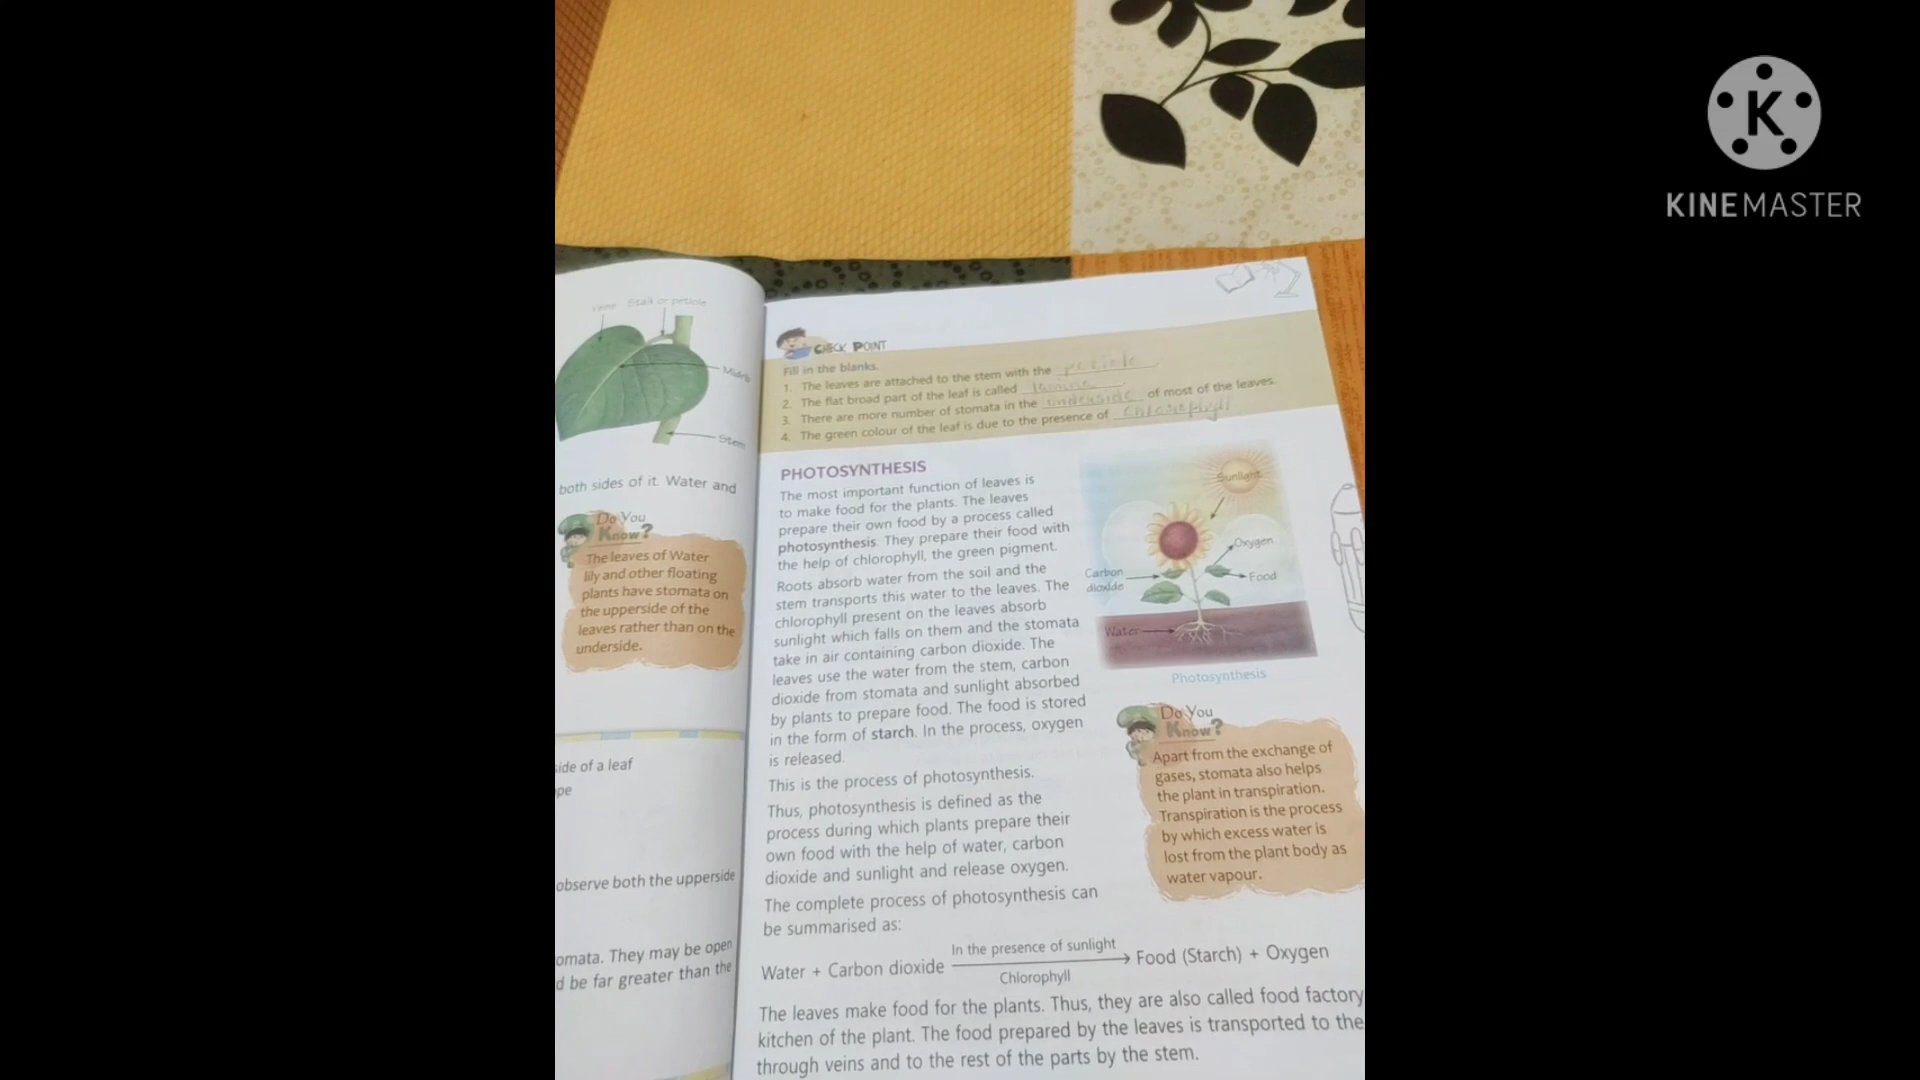 KINEMASTER
Vein Stalk or petiole
Midrib
Stem
both sides of it. Water and
Do You
Know?
The leaves of Water
lily and other floating
plants have stomata on
the upperside of the
leaves rather than on the
underside.
side of a leaf
pe
observe both the upperside
omata. They may be open
d be far greater than the
CHECK POINT
Fill in the blanks.
1. The leaves are attached to the stem with the petiole.
2. The flat broad part of the leaf is called lamina.
3. There are more number of stomata in the underside of most of the leaves.
4. The green colour of the leaf is due to the presence of chlorophyll
PHOTOSYNTHESIS
The most important function of leaves is
to make food for the plants. The leaves
prepare their own food by a process called
photosynthesis. They prepare their food with
the help of chlorophyll, the green pigment.
Roots absorb water from the soil and the
stem transports this water to the leaves. The
chlorophyll present on the leaves absorb
sunlight which falls on them and the stomata
take in air containing carbon dioxide. The
leaves use the water from the stem, carbon
dioxide from stomata and sunlight absorbed
by plants to prepare food. The food is stored
in the form of starch. In the process, oxygen
is released.
This is the process of photosynthesis.
Thus, photosynthesis is defined as the
process during which plants prepare their
own food with the help of water, carbon
dioxide and sunlight and release oxygen.
The complete process of photosynthesis can
be summarised as:
Sunlight
Oxygen
Carbon
dioxide
Food
Water
Photosynthesis
Do You
Know?
Apart from the exchange of
gases, stomata also helps
the plant in transpiration.
Transpiration is the process
by which excess water is
lost from the plant body as
water vapour.
In the presence of sunlight
Water + Carbon dioxide → Food (Starch) + Oxygen
Chlorophyll
The leaves make food for the plants. Thus, they are also called food factory
kitchen of the plant. The food prepared by the leaves is transported to the
through veins and to the rest of the parts by the stem.